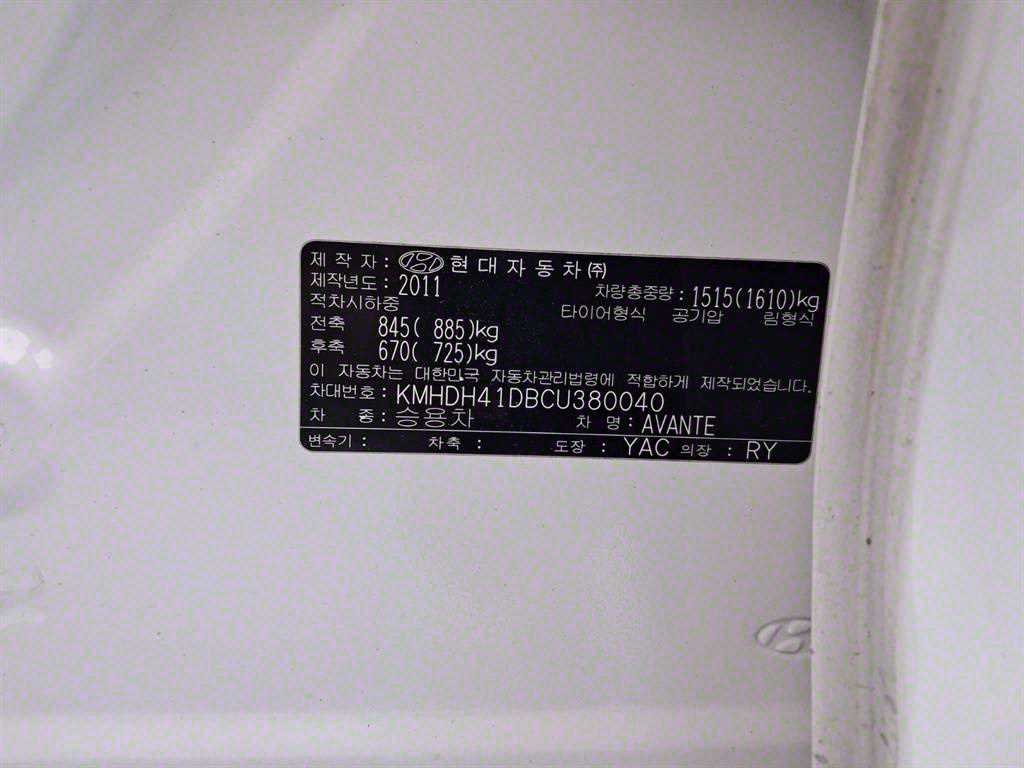 제 작 자 : 현대자동차㈜
제작년도 : 2011 차량총중량 : 1515(1610)kg
적차시하중 타이어형식 공기압 림형식
전축 845( 885)kg
후축 670( 725)kg
이 자동차는 대한민국 자동차관리법령에 적합하게 제작되었습니다.
차대번호 : KMHDH41DBCU380040
차 종 : 승용차 차 명 : AVANTE
변속기 : 차축 : 도장 : YAC 의장 : RY